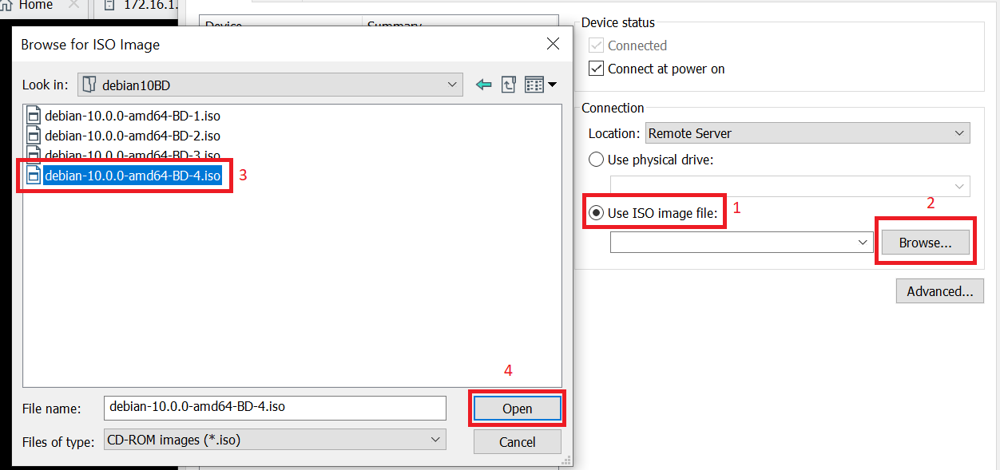 Home
172.16.1.
Device Summary
Browse for ISO Image
Look in: debian10BD
debian-10.0.0-amd64-BD-1.iso
debian-10.0.0-amd64-BD-2.iso
debian-10.0.0-amd64-BD-3.iso
debian-10.0.0-amd64-BD-4.iso
3
4
File name: debian-10.0.0-amd64-BD-4.iso
Open
Files of type: CD-ROM images (*.iso)
Cancel
Device status
Connected
Connect at power on
Connection
Location: Remote Server
Use physical drive:
Use ISO image file:
1
2
Browse...
Advanced...